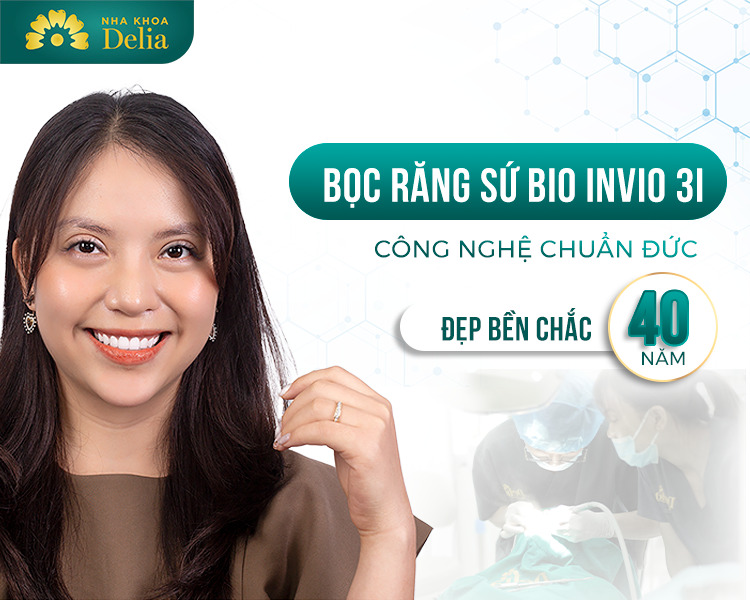 NHA KHOA
Delia
BỌC RĂNG SỨ BIO INVIO 3I
CÔNG NGHỆ CHUẨN ĐỨC
ĐẸP BỀN CHẮC
40
NĂM